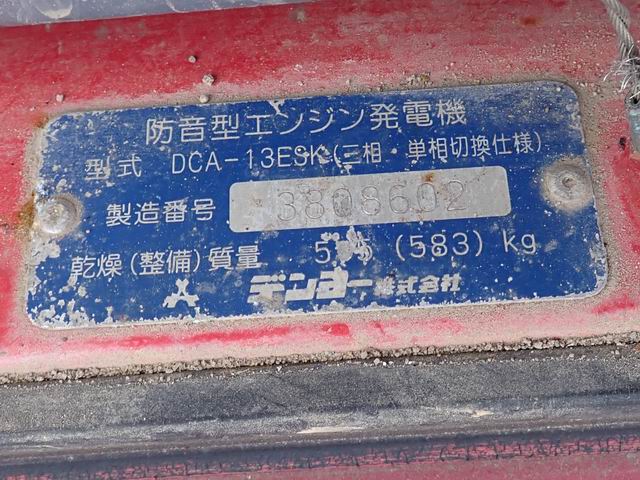 防音型エンジン発電機
型式 DCA-13ESK(三相・単相切換仕様)
製造番号 3808602
乾燥(整備)質量 (583) kg
デンヨー株式会社